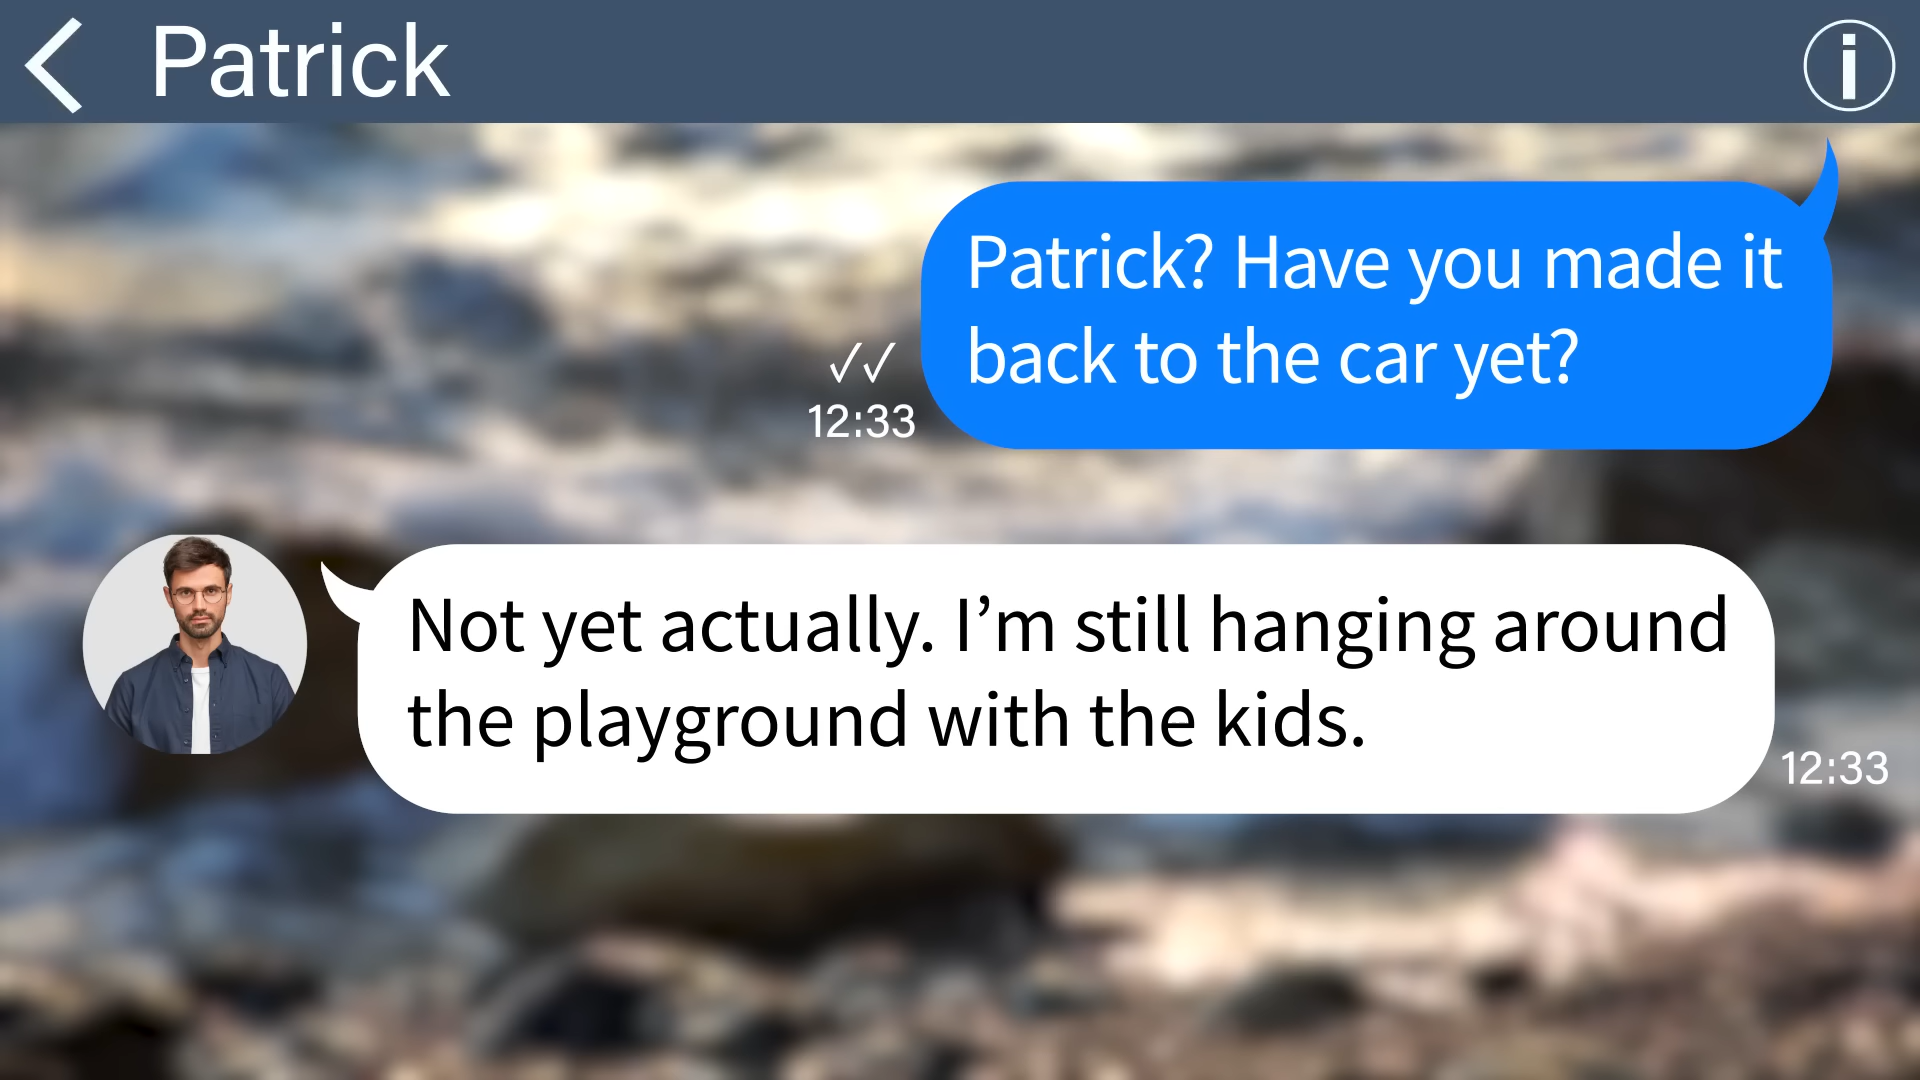 Patrick
Patrick? Have you made it
back to the car yet?
12:33
Not yet actually. I’m still hanging around
the playground with the kids.
12:33